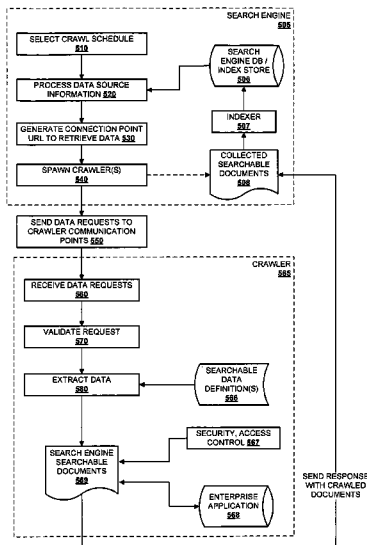 SEARCH ENGINE
505
SELECT CRAWL SCHEDULE
510
PROCESS DATA SOURCE
INFORMATION 520
SEARCH
ENGINE DB /
INDEX STORE
506
GENERATE CONNECTION POINT
URL TO RETRIEVE DATA 530
INDEXER
507
SPAWN CRAWLER(S)
540
COLLECTED
SEARCHABLE
DOCUMENTS
508
SEND DATA REQUESTS TO
CRAWLER COMMUNICATION
POINTS 550
CRAWLER
565
RECEIVE DATA REQUESTS
560
VALIDATE REQUEST
570
EXTRACT DATA
580
SEARCHABLE
DATA
DEFINITION(S)
566
SECURITY, ACCESS
CONTROL 567
SEARCH ENGINE
SEARCHABLE
DOCUMENTS
569
ENTERPRISE
APPLICATION
568
SEND RESPONSE
WITH CRAWLED
DOCUMENTS